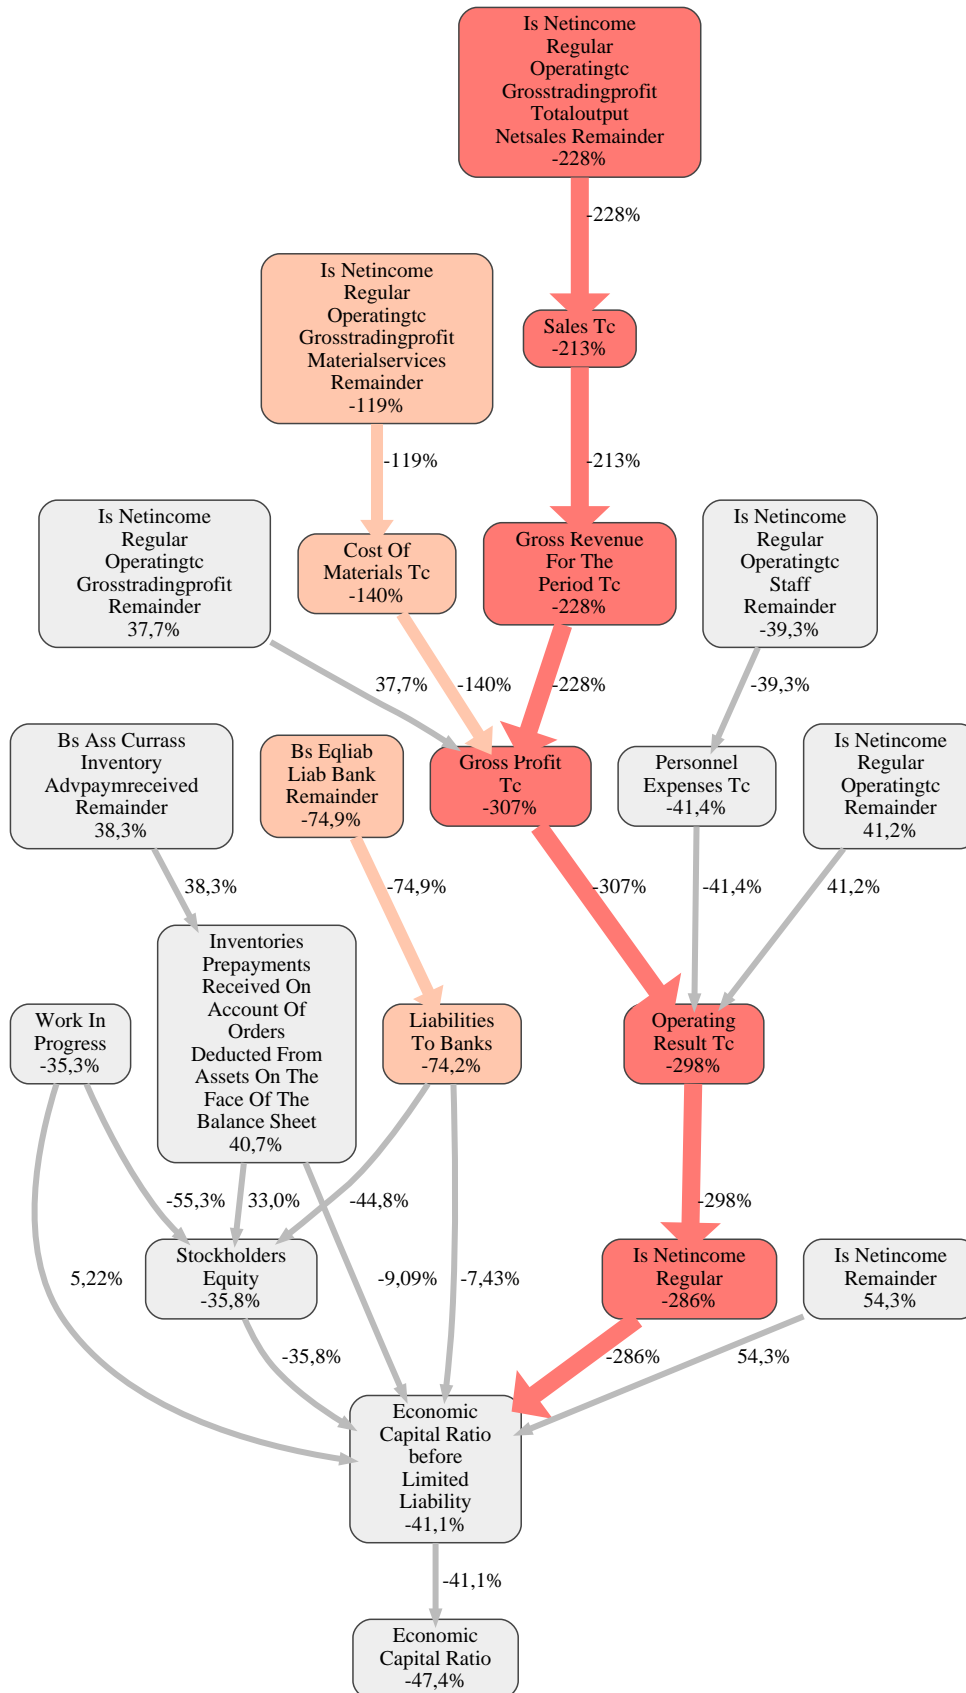 Is Netincome
Regular
Operatingtc
Grosstradingprofit
Totaloutput
Netsales Remainder
-228%
-228%
Is Netincome
Regular
Operatingtc
Grosstradingprofit
Materialservices
Remainder
-119%
Sales Tc
-213%
-119%
-213%
Is Netincome
Regular
Operatingtc
Grosstradingprofit
Remainder
37,7%
Cost Of
Materials Tc
-140%
Gross Revenue
For The
Period Tc
-228%
Is Netincome
Regular
Operatingtc
Staff
Remainder
-39,3%
37,7%
-140%
-228%
-39,3%
Bs Ass Currass
Inventory
Advpaymreceived
Remainder
38,3%
Bs Eqliab
Liab Bank
Remainder
-74,9%
Gross Profit
Tc
-307%
Personnel
Expenses Tc
-41,4%
Is Netincome
Regular
Operatingtc
Remainder
41,2%
38,3%
-74,9%
-307%
-41,4%
41,2%
Work In
Progress
-35,3%
Inventories
Prepayments
Received On
Account Of
Orders
Deducted From
Assets On The
Face Of The
Balance Sheet
40,7%
Liabilities
To Banks
-74,2%
Operating
Result Tc
-298%
-55,3%
33,0%
-44,8%
-298%
5,22%
Stockholders
Equity
-35,8%
-9,09%
-7,43%
Is Netincome
Regular
-286%
Is Netincome
Remainder
54,3%
-35,8%
-286%
54,3%
Economic
Capital Ratio
before
Limited
Liability
-41,1%
-41,1%
Economic
Capital Ratio
-47,4%